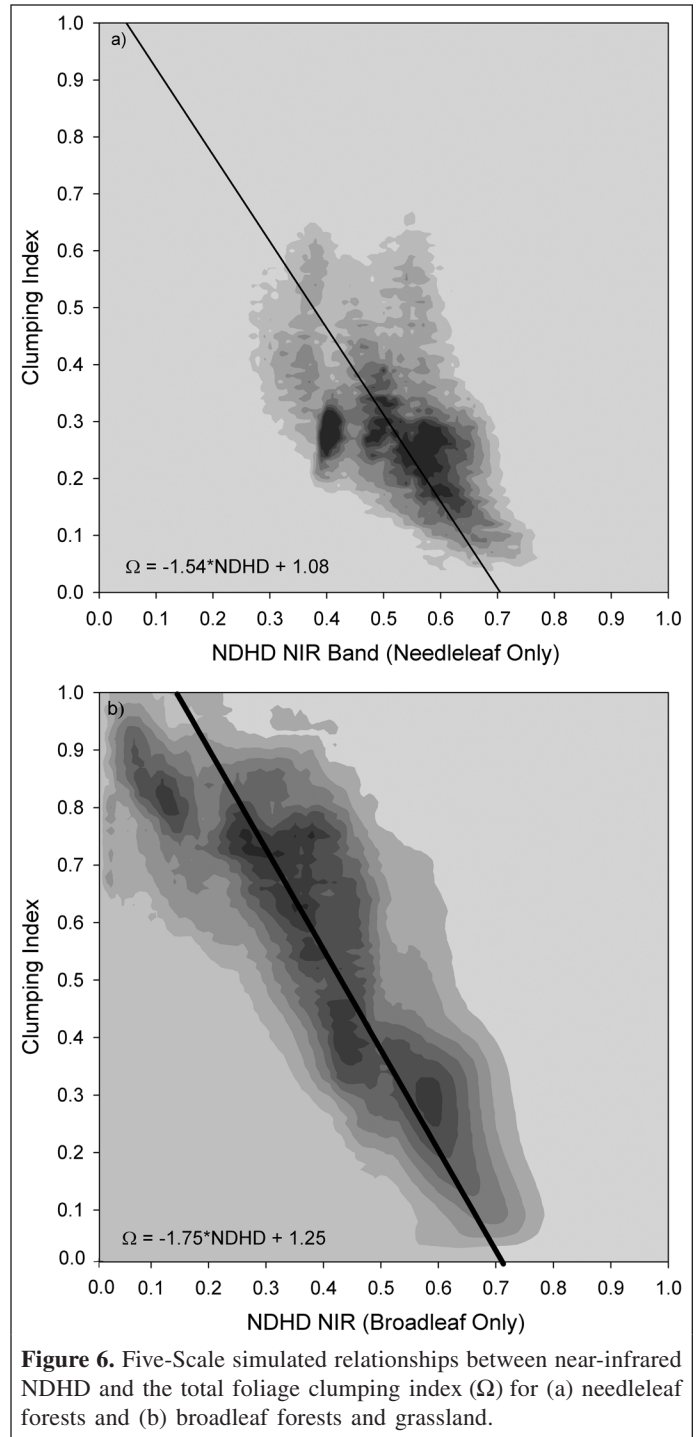 a)
1.0
0.9
0.8
0.7
0.6
0.5
0.4
0.3
0.2
0.1
0.0
Clumping Index
Ω = -1.54*NDHD + 1.08
0.0 0.1 0.2 0.3 0.4 0.5 0.6 0.7 0.8 0.9 1.0
NDHD NIR Band (Needleleaf Only)
b)
1.0
0.9
0.8
0.7
0.6
0.5
0.4
0.3
0.2
0.1
0.0
Clumping Index
Ω = -1.75*NDHD + 1.25
0.0 0.1 0.2 0.3 0.4 0.5 0.6 0.7 0.8 0.9 1.0
NDHD NIR (Broadleaf Only)
Figure 6. Five-Scale simulated relationships between near-infrared
NDHD and the total foliage clumping index (Ω) for (a) needleleaf
forests and (b) broadleaf forests and grassland.